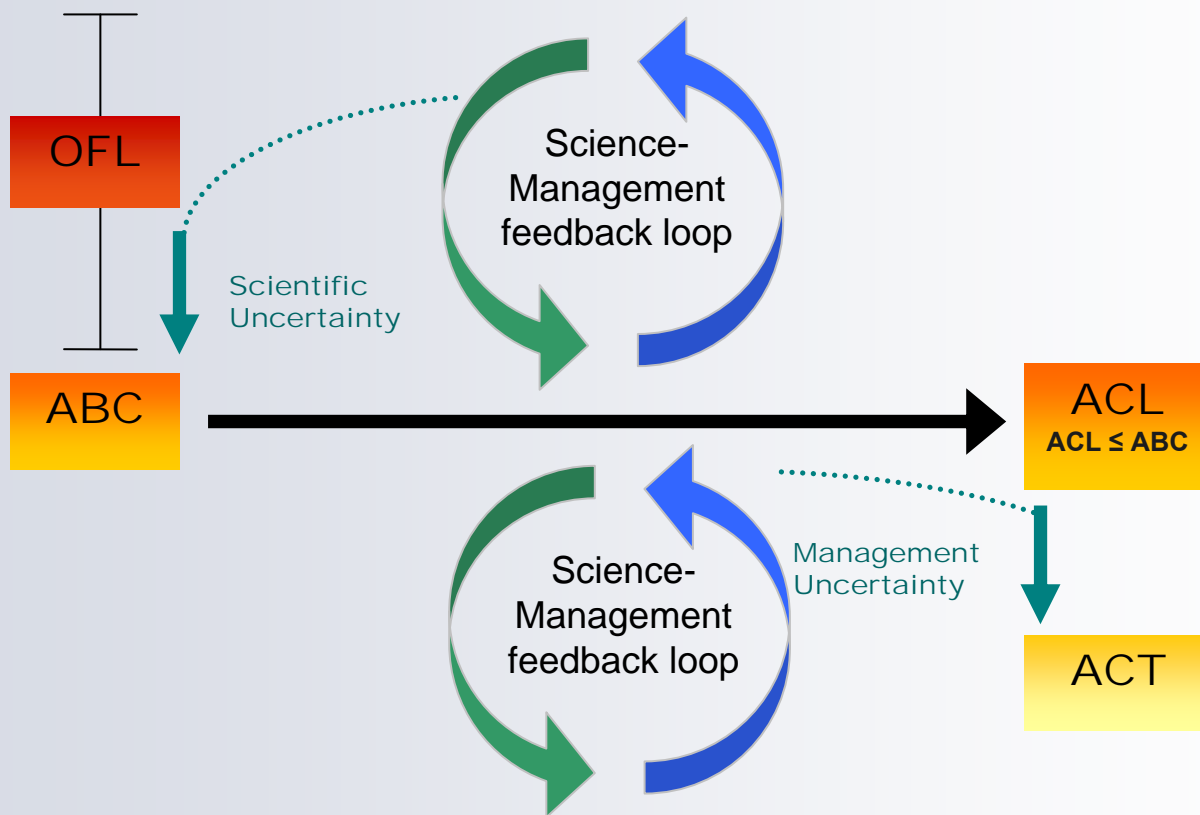 OFL
Science-
Management
feedback loop
Scientific
Uncertainty
ABC
ACL
ACL ≤ ABC
Science-
Management
feedback loop
Management
Uncertainty
ACT